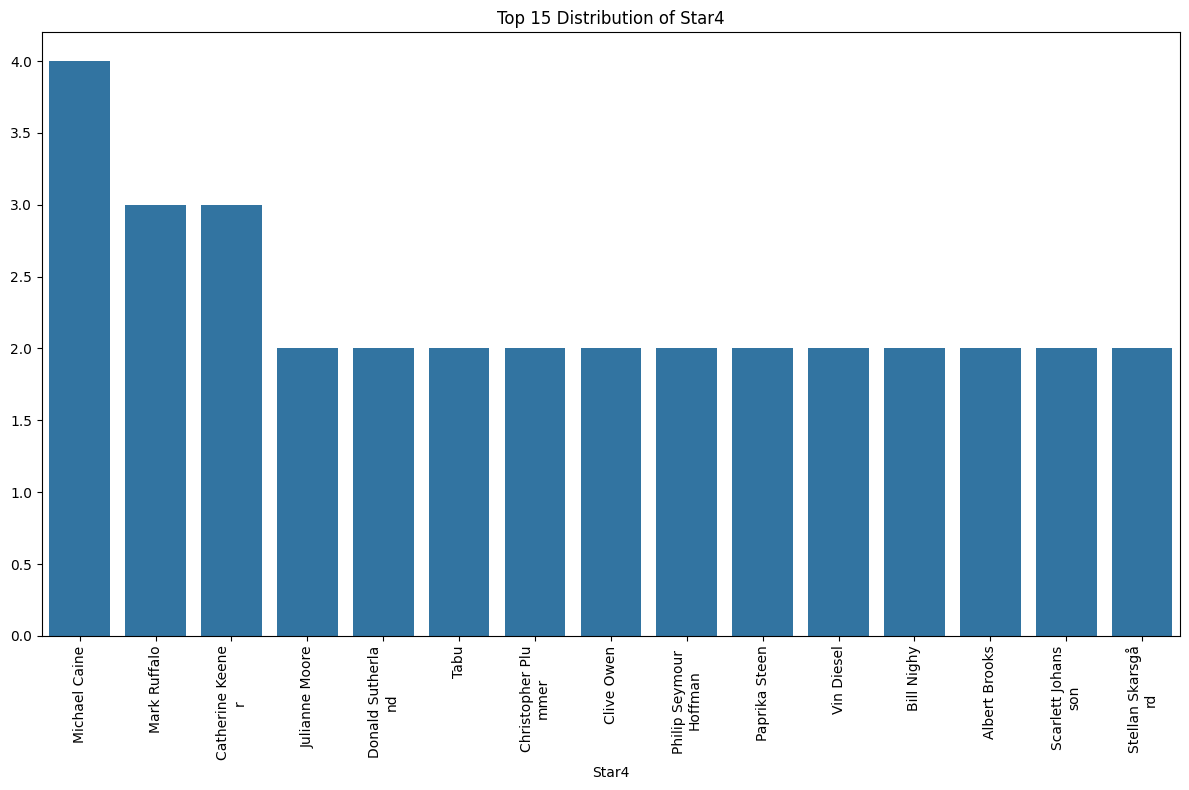 Top 15 Distribution of Star4
4.0
3.5
3.0
2.5
2.0
1.5
1.0
0.5
0.0
Michael Caine
Mark Ruffalo
Catherine Keene
r
Julianne Moore
Donald Sutherla
nd
Tabu
Christopher Plu
mmer
Clive Owen
Philip Seymour
Hoffman
Paprika Steen
Vin Diesel
Bill Nighy
Albert Brooks
Scarlett Johans
son
Stellan Skarsgå
rd
Star4